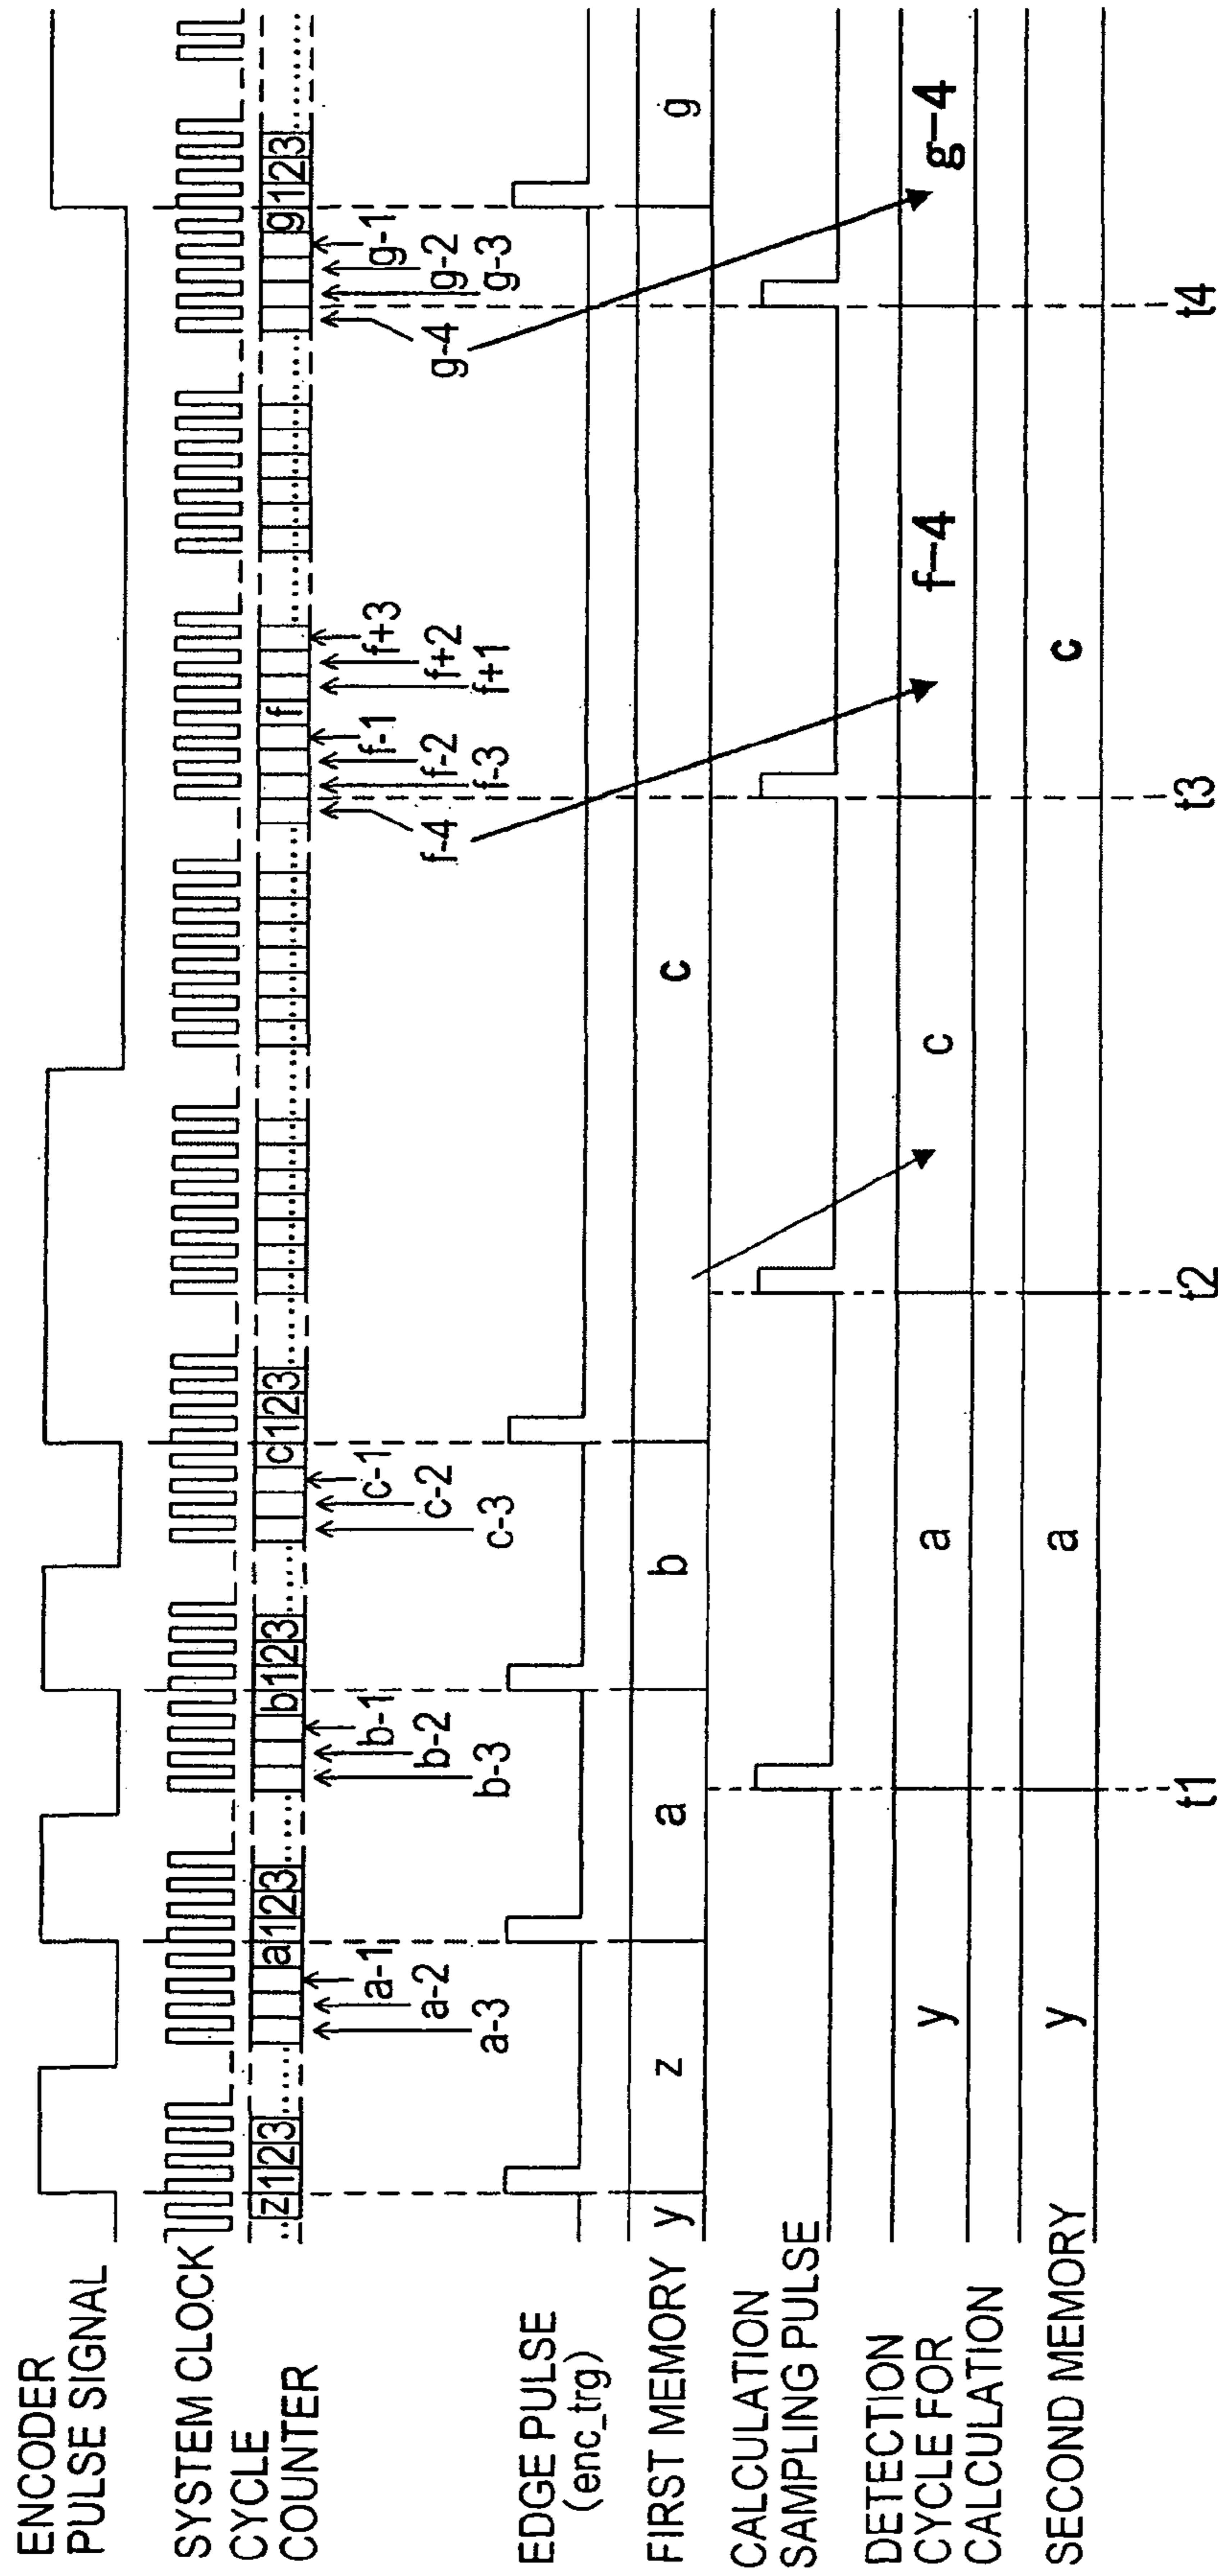 ENCODER
PULSE SIGNAL
SYSTEM CLOCK
CYCLE
COUNTER
z 1 2 3
a 1 2 3
b 1 2 3
c 1 2 3
f
g 1 2 3
a-1
a-2
a-3
b-1
b-2
b-3
c-1
c-2
c-3
f-4
f-3
f-2
f-1
f+1
f+2
f+3
g-4
g-3
g-2
g-1
EDGE PULSE
(enc_trg)
FIRST MEMORY
y z a b c g
CALCULATION
SAMPLING PULSE
DETECTION
CYCLE FOR
CALCULATION
y a c f-4 g-4
SECOND MEMORY
y a c
t1 t2 t3 t4